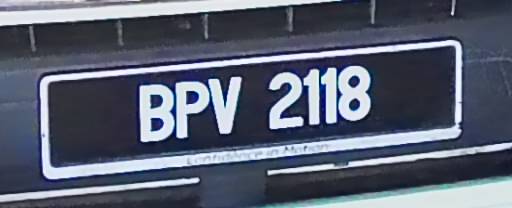 BPV 2118
Confidence in Motion